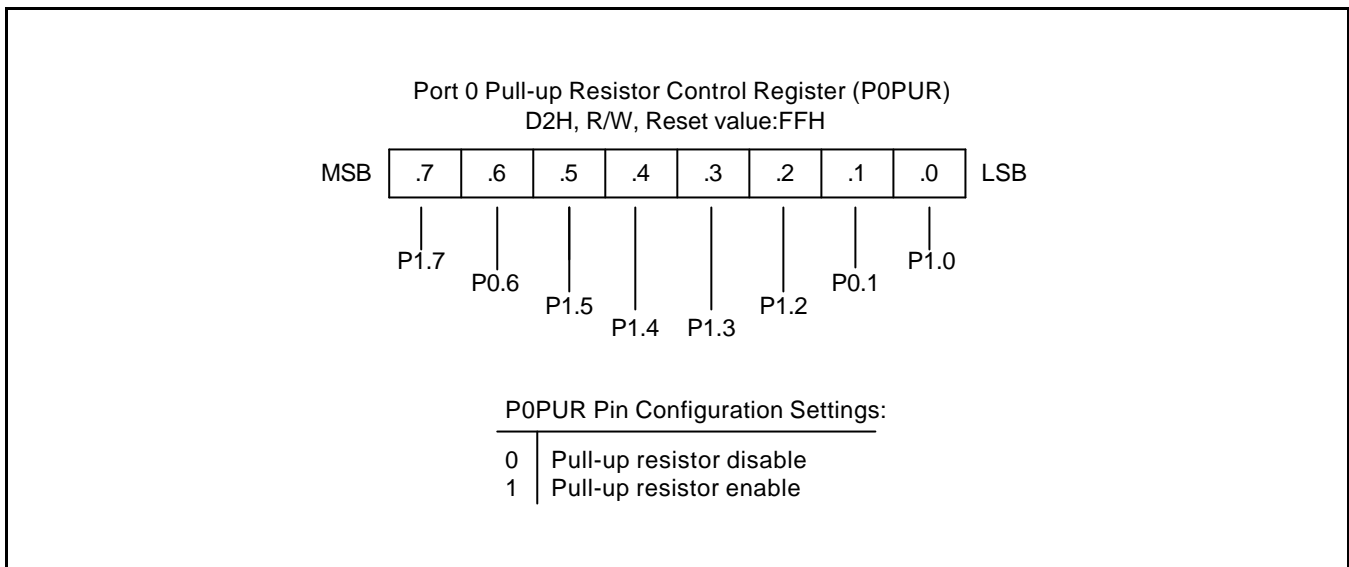 Port 0 Pull-up Resistor Control Register (P0PUR)
D2H, R/W, Reset value:FFH
MSB .7 .6 .5 .4 .3 .2 .1 .0 LSB
P1.7 P0.6 P1.5 P1.4 P1.3 P1.2 P0.1 P1.0
P0PUR Pin Configuration Settings:
0 Pull-up resistor disable
1 Pull-up resistor enable